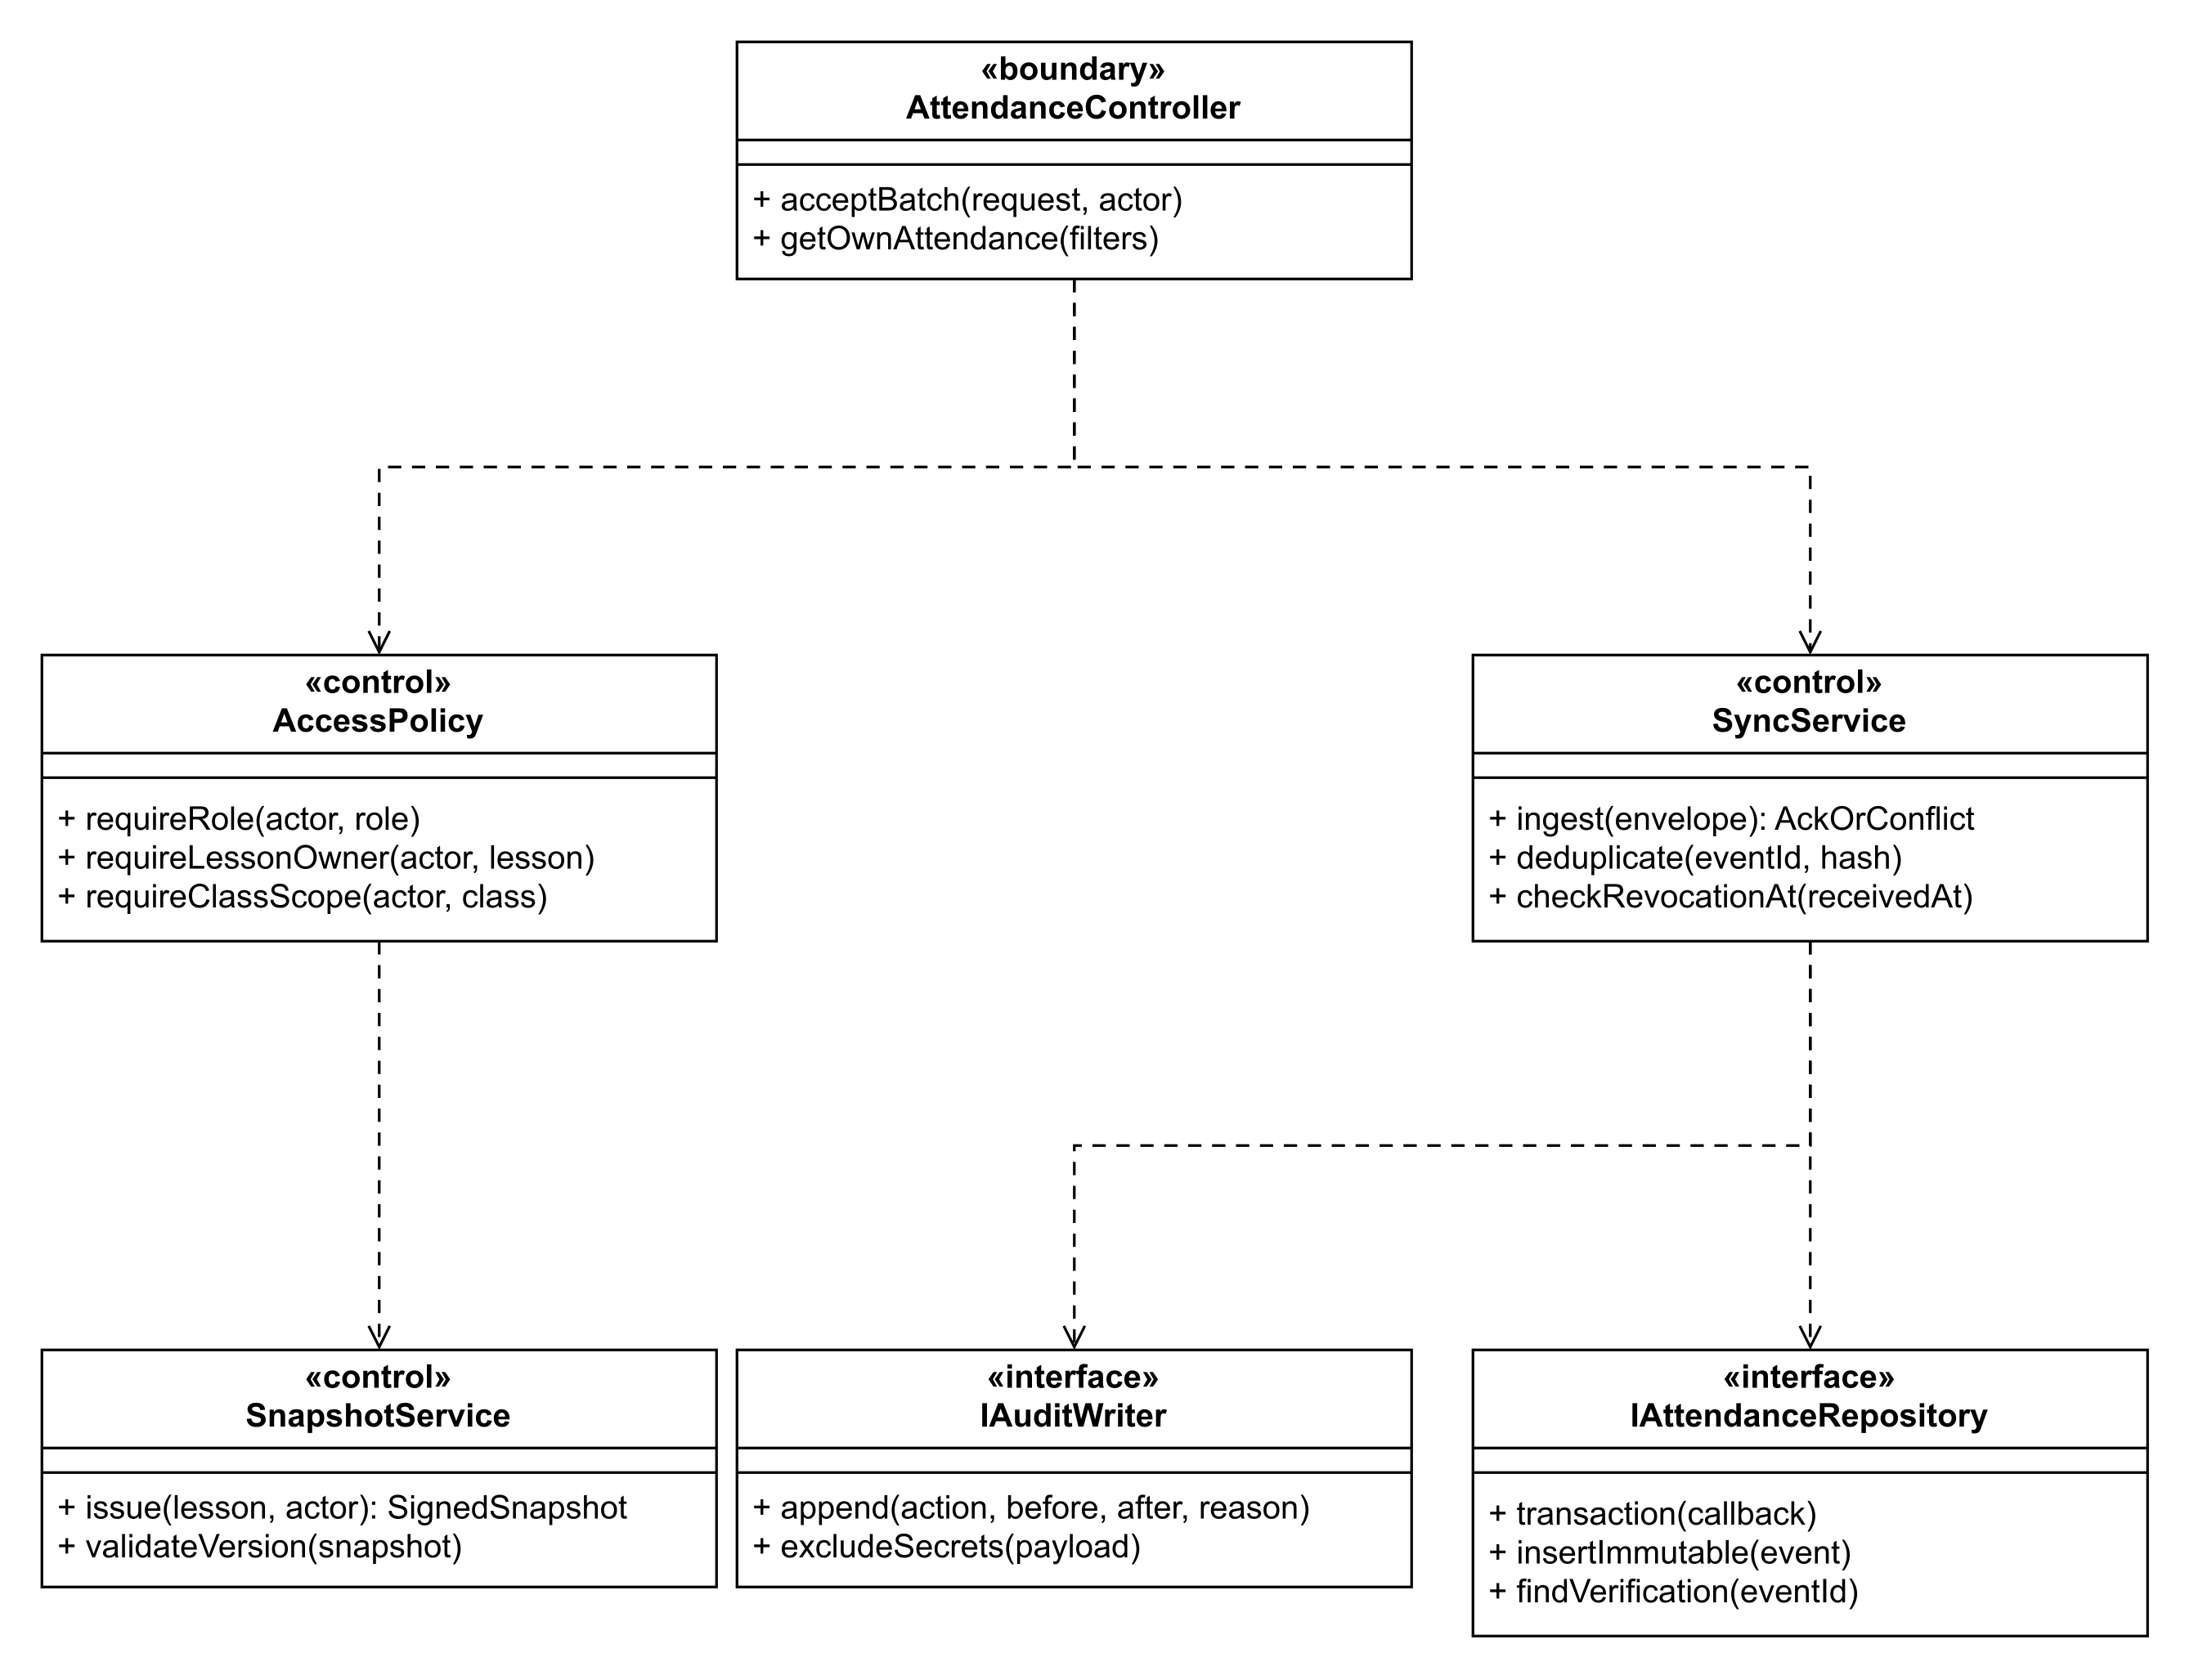 «boundary»
AttendanceController
+ acceptBatch(request, actor)
+ getOwnAttendance(filters)
«control»
AccessPolicy
+ requireRole(actor, role)
+ requireLessonOwner(actor, lesson)
+ requireClassScope(actor, class)
«control»
SyncService
+ ingest(envelope): AckOrConflict
+ deduplicate(eventId, hash)
+ checkRevocationAt(receivedAt)
«control»
SnapshotService
+ issue(lesson, actor): SignedSnapshot
+ validateVersion(snapshot)
«interface»
IAuditWriter
+ append(action, before, after, reason)
+ excludeSecrets(payload)
«interface»
IAttendanceRepository
+ transaction(callback)
+ insertImmutable(event)
+ findVerification(eventId)